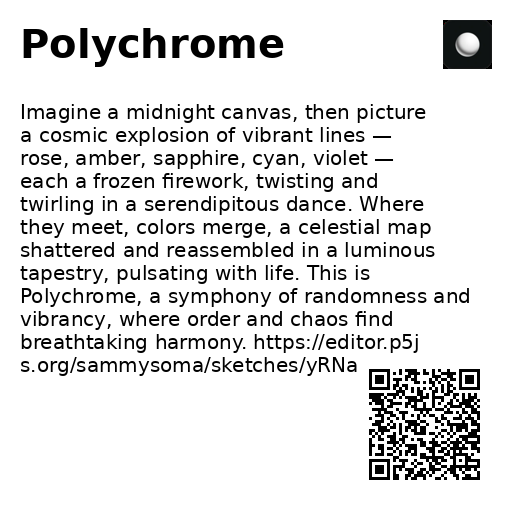 Polychrome
Imagine a midnight canvas, then picture
a cosmic explosion of vibrant lines —
rose, amber, sapphire, cyan, violet —
each a frozen firework, twisting and
twirling in a serendipitous dance. Where
they meet, colors merge, a celestial map
shattered and reassembled in a luminous
tapestry, pulsating with life. This is
Polychrome, a symphony of randomness and
vibrancy, where order and chaos find
breathtaking harmony. https://editor.p5j
s.org/sammysoma/sketches/yRNa